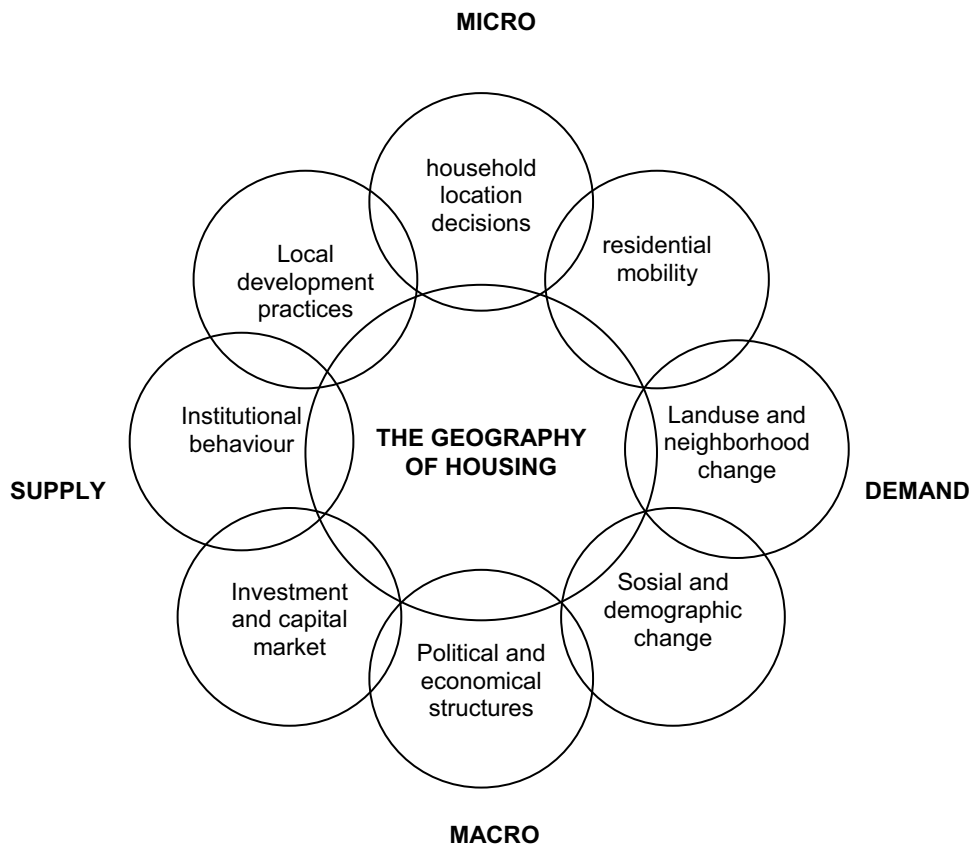 MICRO
household
location
decisions
residential
mobility
Local
development
practices
Landuse and
neighborhood
change
Institutional
behaviour
THE GEOGRAPHY
OF HOUSING
SUPPLY
DEMAND
Sosial and
demographic
change
Investment
and capital
market
Political and
economical
structures
MACRO